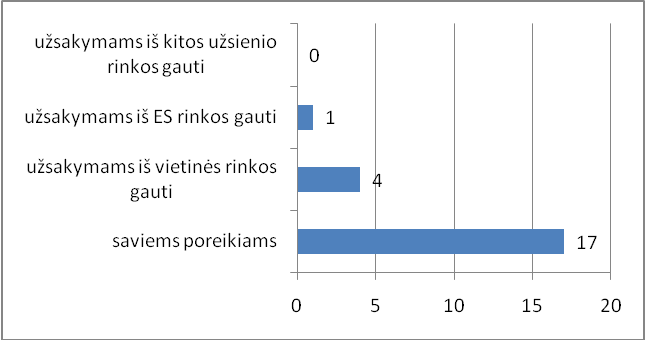 užsakymams iš kitos užsienio
rinkos gauti
0
užsakymams iš ES rinkos gauti
1
užsakymams iš vietinės rinkos
gauti
4
saviems poreikiams
17
0 5 10 15 20